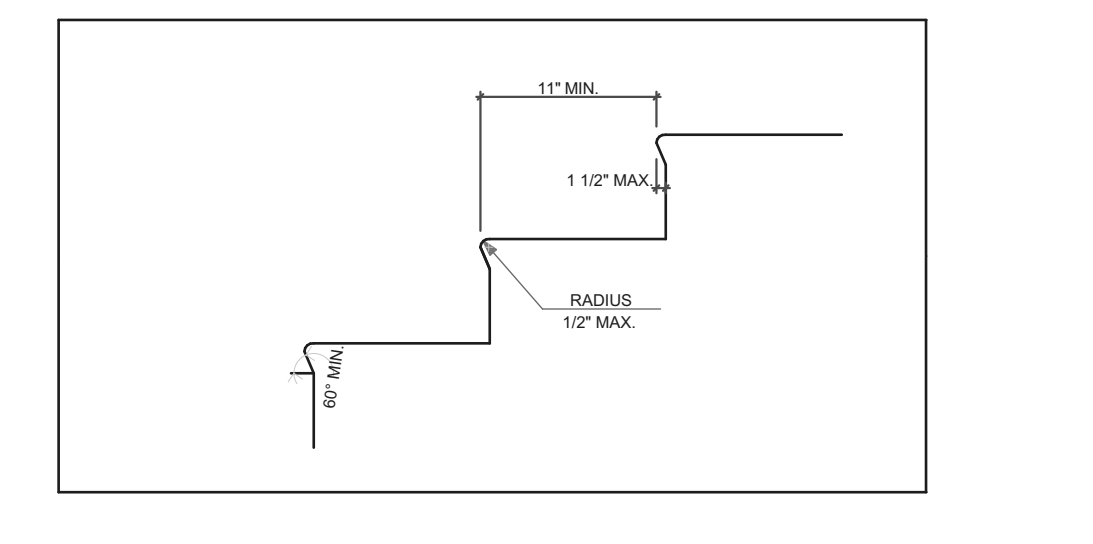 11" MIN.
1 1/2" MAX.
RADIUS
1/2" MAX.
60° MIN.